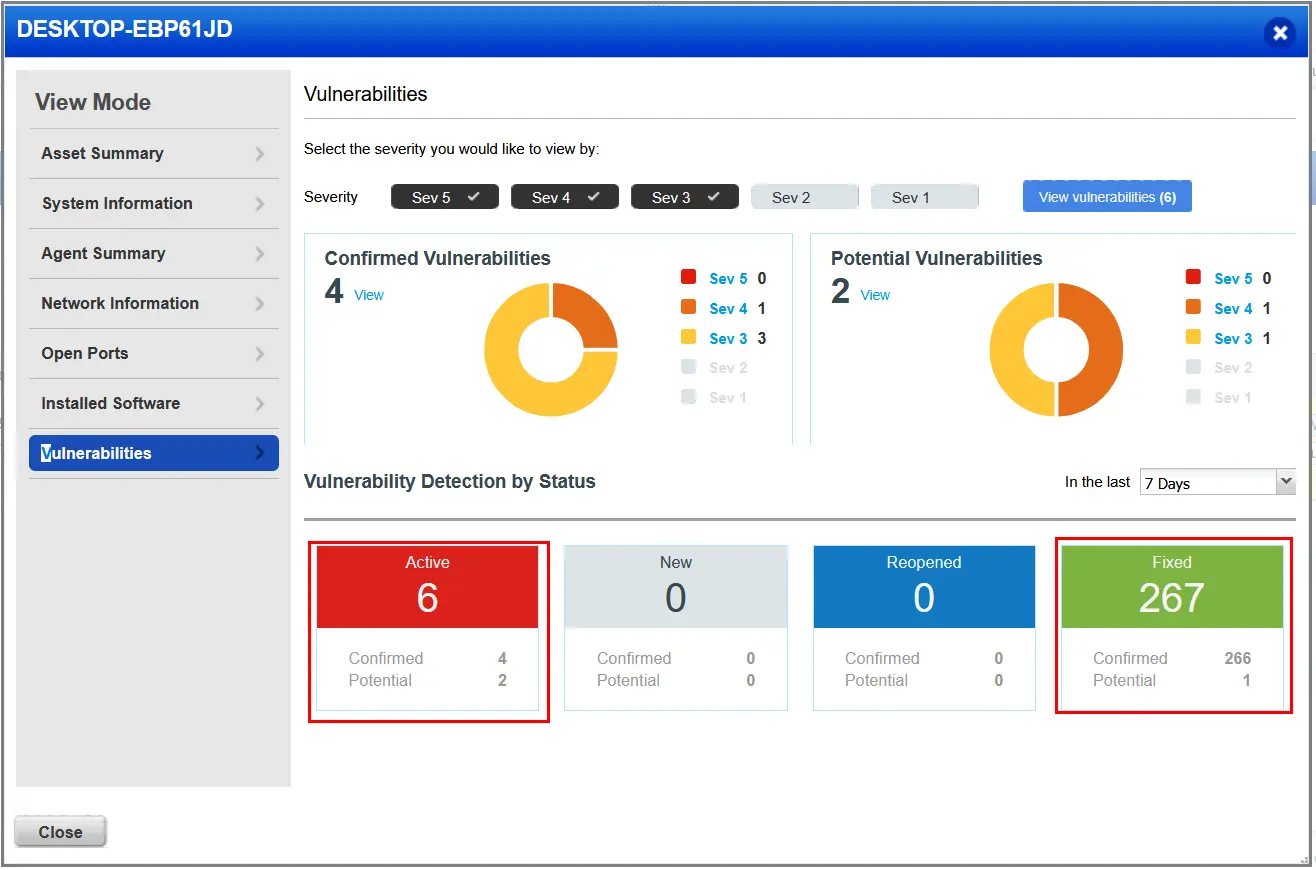 DESKTOP-EBP61JD
View Mode
Asset Summary
System Information
Agent Summary
Network Information
Open Ports
Installed Software
Vulnerabilities
Close
Vulnerabilities
Select the severity you would like to view by:
Severity Sev 5 Sev 4 Sev 3 Sev 2 Sev 1 View vulnerabilities (6)
Confirmed Vulnerabilities
4 View
Sev 5 0
Sev 4 1
Sev 3 3
Sev 2
Sev 1
Potential Vulnerabilities
2 View
Sev 5 0
Sev 4 1
Sev 3 1
Sev 2
Sev 1
Vulnerability Detection by Status In the last 7 Days
Active
6
Confirmed 4
Potential 2
New
0
Confirmed 0
Potential 0
Reopened
0
Confirmed 0
Potential 0
Fixed
267
Confirmed 266
Potential 1